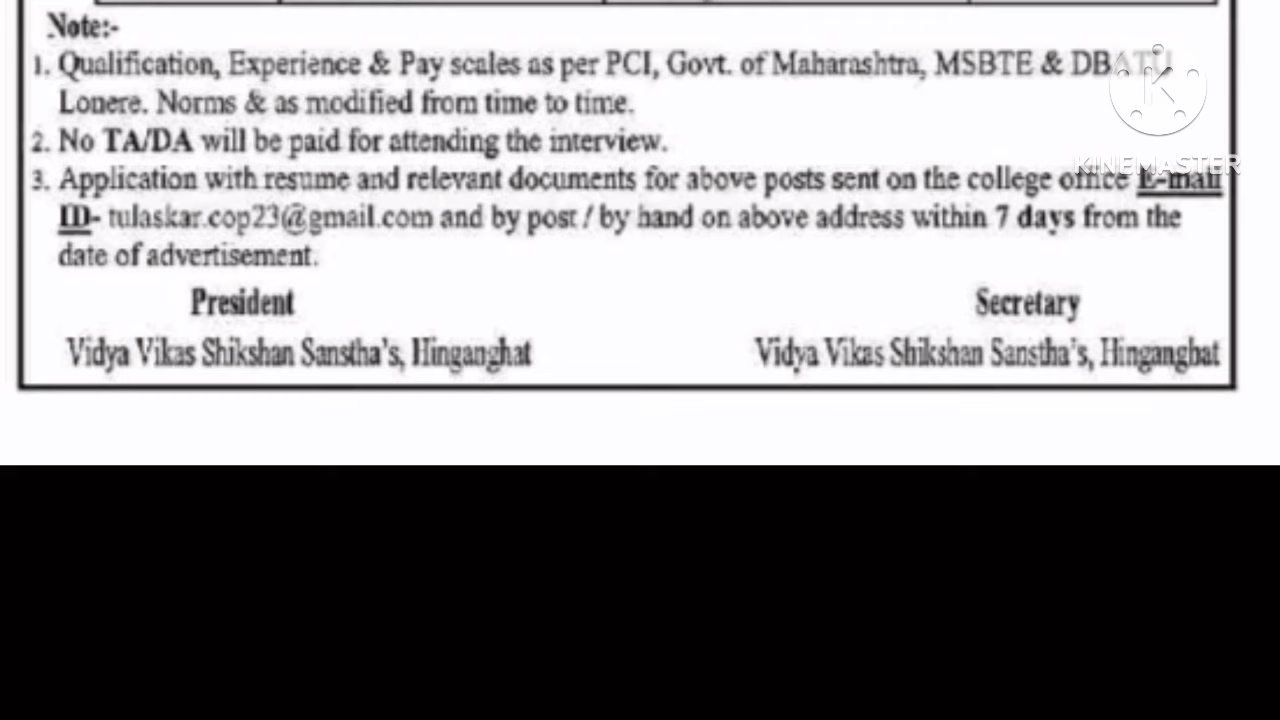 Note:-
1. Qualification, Experience & Pay scales as per PCI, Govt. of Maharashtra, MSBTE & DBATU
Lonere. Norms & as modified from time to time.
2. No TA/DA will be paid for attending the interview.
3. Application with resume and relevant documents for above posts sent on the college office E-mail
ID- tulaskar.cop23@gmail.com and by post / by hand on above address within 7 days from the
date of advertisement.
President Secretary
Vidya Vikas Shikshan Sanstha's, Hinganghat Vidya Vikas Shikshan Sanstha's, Hinganghat
K
KINEMASTER